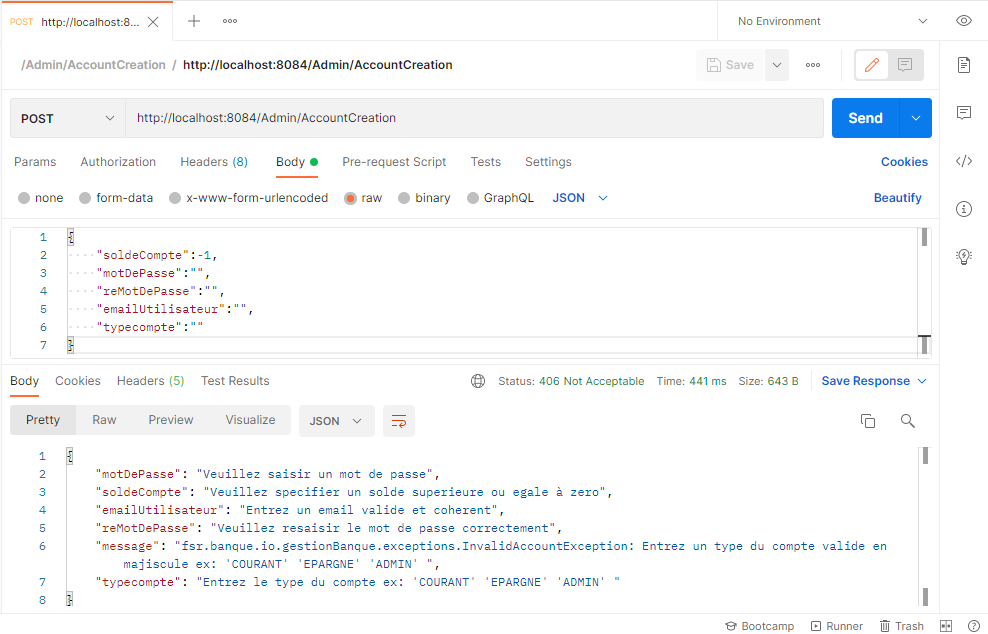 POST http://localhost:8...
No Environment
/Admin/AccountCreation / http://localhost:8084/Admin/AccountCreation
Save
POST http://localhost:8084/Admin/AccountCreation Send
Params Authorization Headers (8) Body Pre-request Script Tests Settings Cookies
none form-data x-www-form-urlencoded raw binary GraphQL JSON Beautify
1 {
2 "soldeCompte":-1,
3 "motDePasse":"",
4 "reMotDePasse":"",
5 "emailUtilisateur":"",
6 "typecompte":""
7 }
Body Cookies Headers (5) Test Results Status: 406 Not Acceptable Time: 441 ms Size: 643 B Save Response
Pretty Raw Preview Visualize JSON
1 {
2 "motDePasse": "Veuillez saisir un mot de passe",
3 "soldeCompte": "Veuillez specifier un solde superieure ou egale à zero",
4 "emailUtilisateur": "Entrez un email valide et coherent",
5 "reMotDePasse": "Veuillez resaisir le mot de passe correctement",
6 "message": "fsr.banque.io.gestionBanque.exceptions.InvalidAccountException: Entrez un type du compte valide en
majiscule ex: 'COURANT' 'EPARGNE' 'ADMIN' ",
7 "typecompte": "Entrez le type du compte ex: 'COURANT' 'EPARGNE' 'ADMIN' "
8 }
Bootcamp Runner Trash